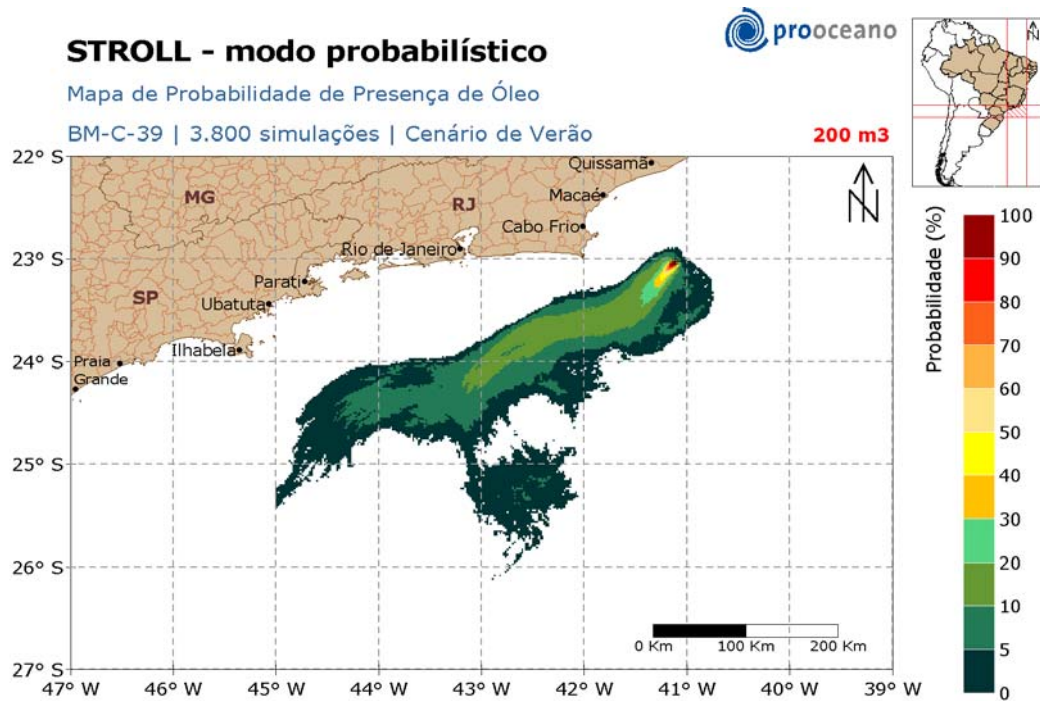 prooceano
STROLL - modo probabilístico
Mapa de Probabilidade de Presença de Óleo
BM-C-39 | 3.800 simulações | Cenário de Verão
200 m3
N
N
22° S
23° S
24° S
25° S
26° S
27° S
47° W
46° W
45° W
44° W
43° W
42° W
41° W
40° W
39° W
MG
RJ
SP
Quissamã
Macaé
Cabo Frio
Rio de Janeiro
Parati
Ubatuta
Ilhabela
Praia
Grande
0 Km
100 Km
200 Km
Probabilidade (%)
100
90
80
70
60
50
40
30
20
10
5
0